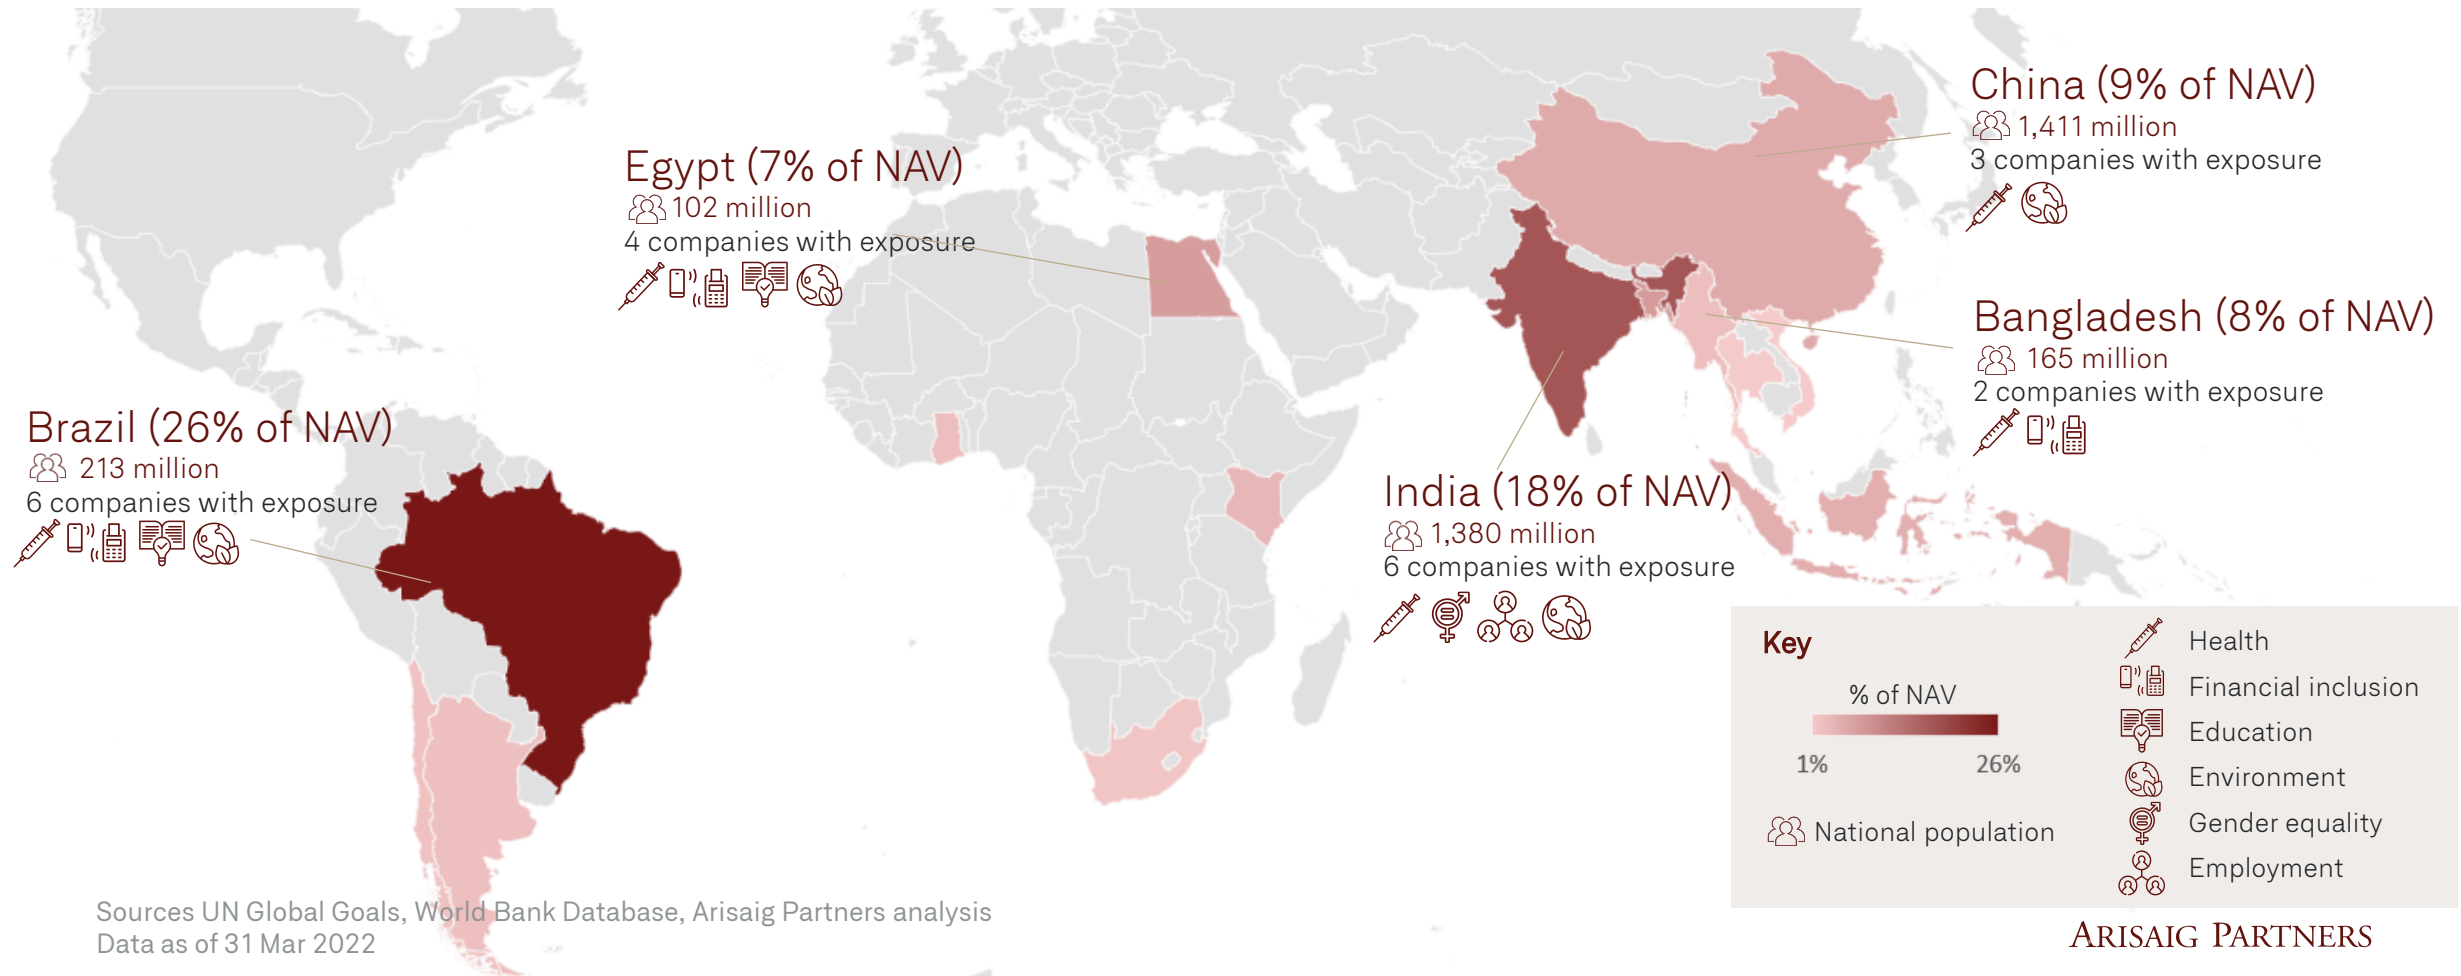 China (9% of NAV)
1,411 million
3 companies with exposure
Egypt (7% of NAV)
102 million
4 companies with exposure
Bangladesh (8% of NAV)
165 million
2 companies with exposure
Brazil (26% of NAV)
213 million
6 companies with exposure
India (18% of NAV)
1,380 million
6 companies with exposure
Key
% of NAV
1%
26%
National population
Health
Financial inclusion
Education
Environment
Gender equality
Employment
Sources UN Global Goals, World Bank Database, Arisaig Partners analysis
Data as of 31 Mar 2022
ARISAIG PARTNERS